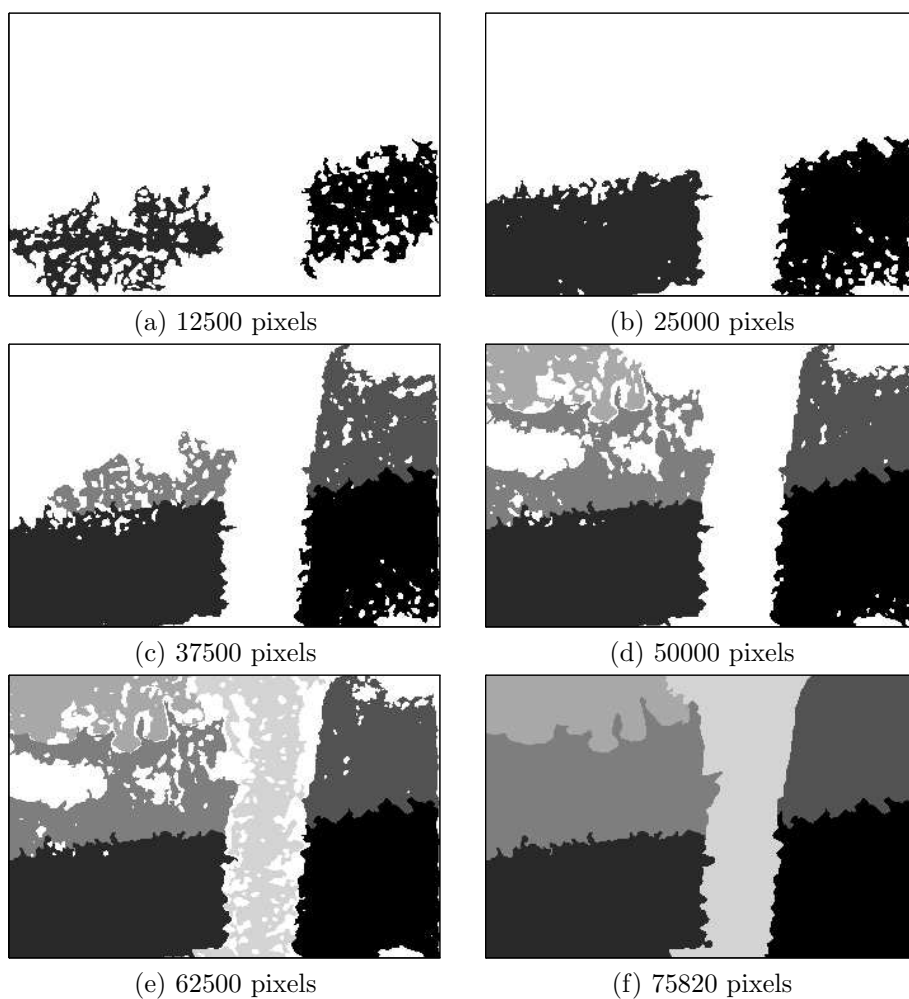 (a) 12500 pixels
(b) 25000 pixels
(c) 37500 pixels
(d) 50000 pixels
(e) 62500 pixels
(f) 75820 pixels